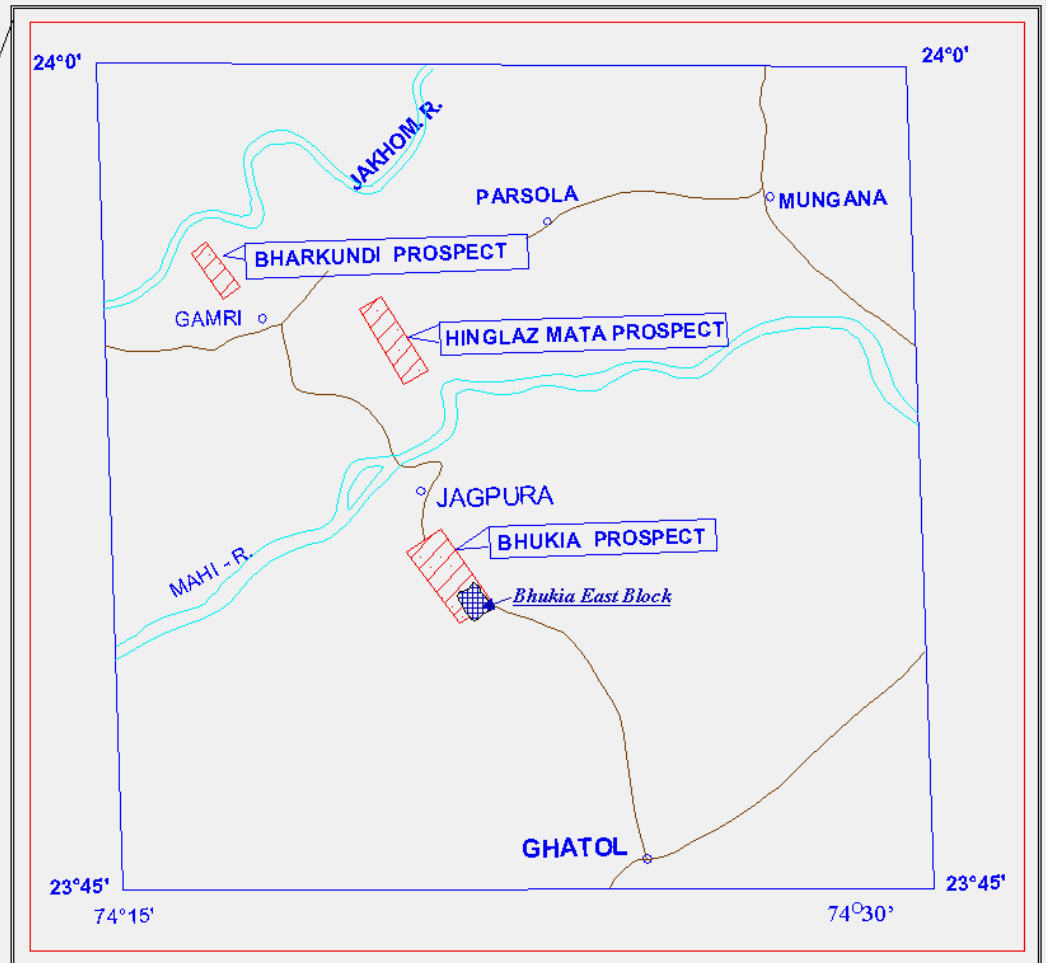 24°0'
24°0'
JAKHOM. R.
PARSOLA
MUNGANA
BHARKUNDI PROSPECT
GAMRI
HINGLAZ MATA PROSPECT
JAGPURA
BHUKIA PROSPECT
MAHI - R.
Bhukia East Block
GHATOL
23°45'
23°45'
74°15'
74°30'